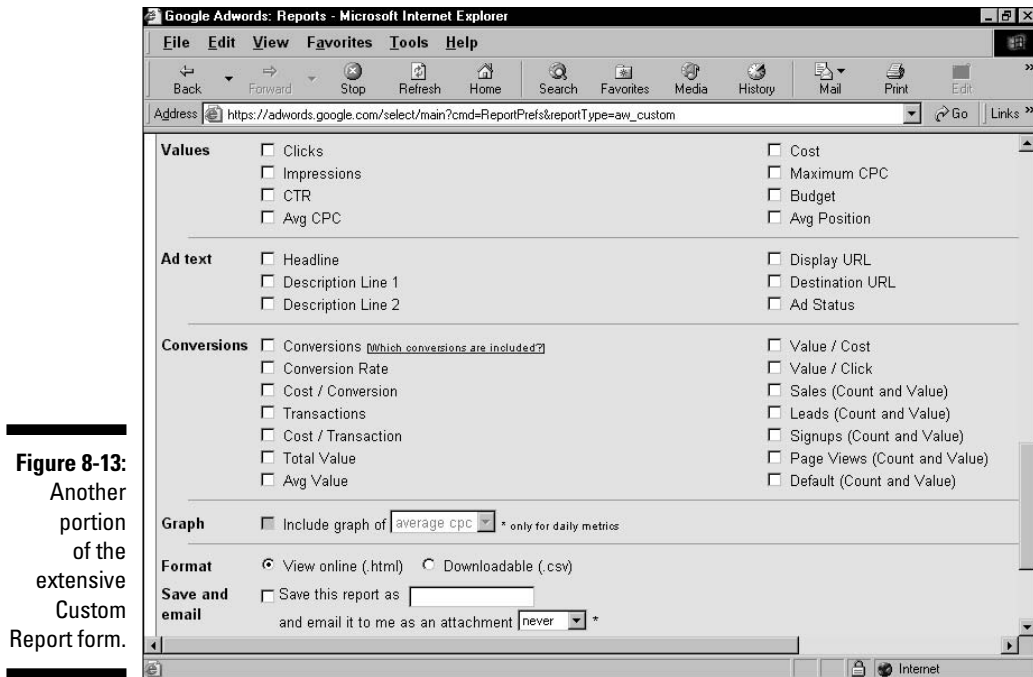 Google Adwords: Reports - Microsoft Internet Explorer
File Edit View Favorites Tools Help
Back Forward Stop Refresh Home Search Favorites Media History Mail Print Edit
Address https://adwords.google.com/select/main?cmd=ReportPrefs&reportType=aw_custom Go Links »
Values Clicks Cost
Impressions Maximum CPC
CTR Budget
Avg CPC Avg Position
Ad text Headline Display URL
Description Line 1 Destination URL
Description Line 2 Ad Status
Conversions Conversions [Which conversions are included?] Value / Cost
Conversion Rate Value / Click
Cost / Conversion Sales (Count and Value)
Transactions Leads (Count and Value)
Cost / Transaction Signups (Count and Value)
Total Value Page Views (Count and Value)
Avg Value Default (Count and Value)
Graph Include graph of average cpc * only for daily metrics
Format View online (.html) Downloadable (.csv)
Save and email Save this report as
and email it to me as an attachment never *
Internet
Figure 8-13:
Another
portion
of the
extensive
Custom
Report form.